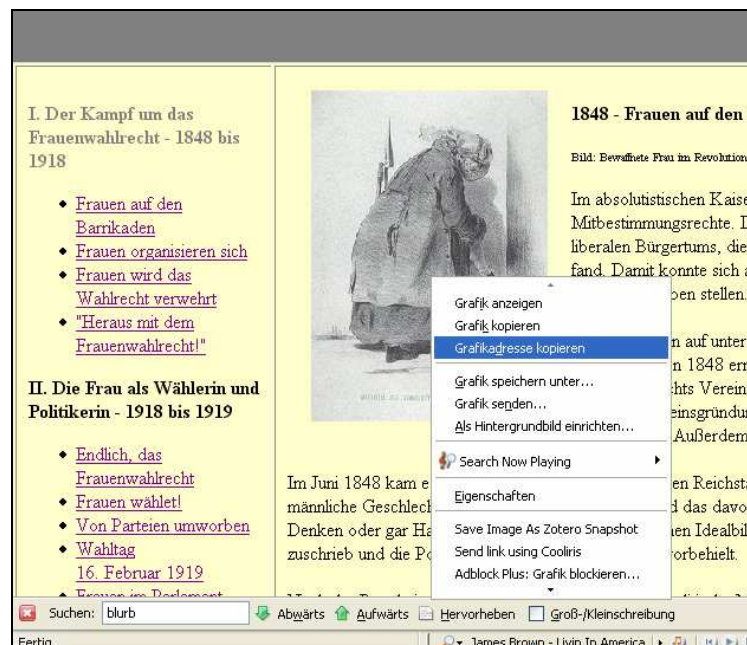 I. Der Kampf um das
Frauenwahlrecht - 1848 bis
1918
Frauen auf den
Barrikaden
Frauen organisieren sich
Frauen wird das
Wahlrecht verwehrt
"Heraus mit dem
Frauenwahlrecht!"
II. Die Frau als Wählerin und
Politikerin - 1918 bis 1919
Endlich, das
Frauenwahlrecht
Frauen wählet!
Von Parteien umworben
Wahltag
16. Februar 1919
Frauen im Parlament
1848 - Frauen auf den
Bild: Bewaffnete Frau im Revolution
Im absolutistischen Kaise
Mitbestimmungsrechte. D
liberalen Bürgertums, die
fand. Damit konnte sich a
ben stellen.
n auf unter
n 1848 err
hts Verein
einsgründu
Außerdem
Im Juni 1848 kam e
en Reichsta
männliche Geschlech
d das davo
Denken oder gar Ha
hen Idealbil
zuschrieb und die Po
vorbehielt.
Grafik anzeigen
Grafik kopieren
Grafikadresse kopieren
Grafik speichern unter...
Grafik senden...
Als Hintergrundbild einrichten...
Search Now Playing
Eigenschaften
Save Image As Zotero Snapshot
Send link using Cooliris
Adblock Plus: Grafik blockieren...
Suchen: blurb Abwärts Aufwärts Hervorheben Groß-/Kleinschreibung
Fertig James Brown - Livin In America